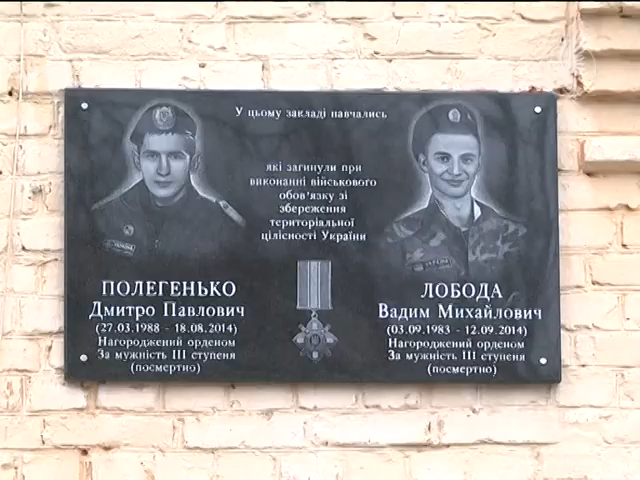 У цьому закладі навчались
які загинули при
виконанні військового
обов'язку зі
збереження
територіяльної
цілісності України
ПОЛЕГЕНЬКО
Дмитро Павлович
(27.03.1988 - 18.08.2014)
Нагороджений орденом
За мужність III ступеня
(посмертно)
ЛОБОДА
Вадим Михайлович
(03.09.1983 - 12.09.2014)
Нагороджений орденом
За мужність III ступеня
(посмертно)